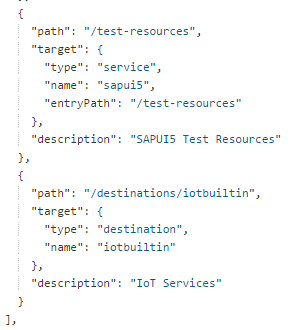 {
"path": "/test-resources",
"target": {
"type": "service",
"name": "sapui5",
"entryPath": "/test-resources"
},
"description": "SAPUI5 Test Resources"
},
{
"path": "/destinations/iotbuiltin",
"target": {
"type": "destination",
"name": "iotbuiltin"
},
"description": "IoT Services"
}
],